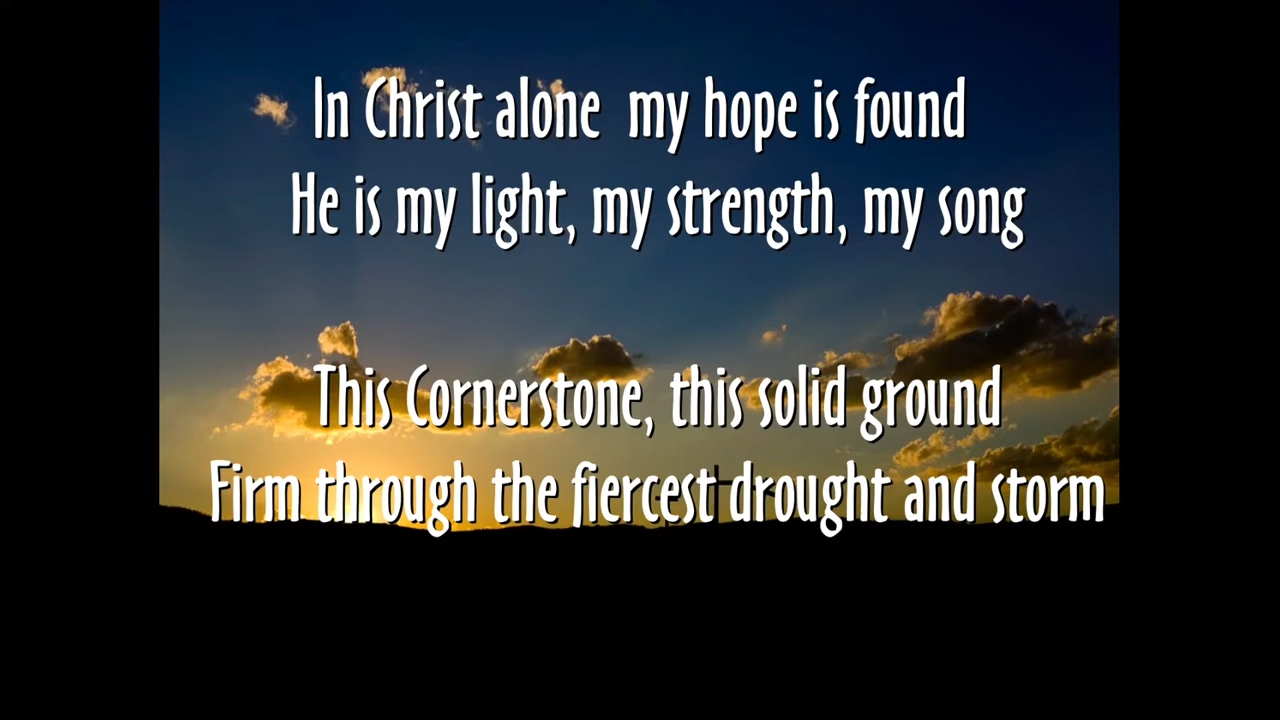 In Christ alone my hope is found
He is my light, my strength, my song
This Cornerstone, this solid ground
Firm through the fiercest drought and storm